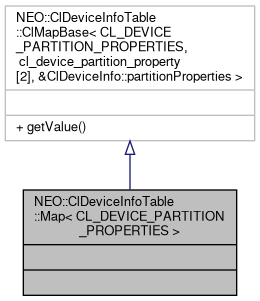 NEO::ClDeviceInfoTable
::ClMapBase< CL_DEVICE
_PARTITION_PROPERTIES,
cl_device_partition_property
[2], &ClDeviceInfo::partitionProperties >
+ getValue()
NEO::ClDeviceInfoTable
::Map< CL_DEVICE_PARTITION
_PROPERTIES >